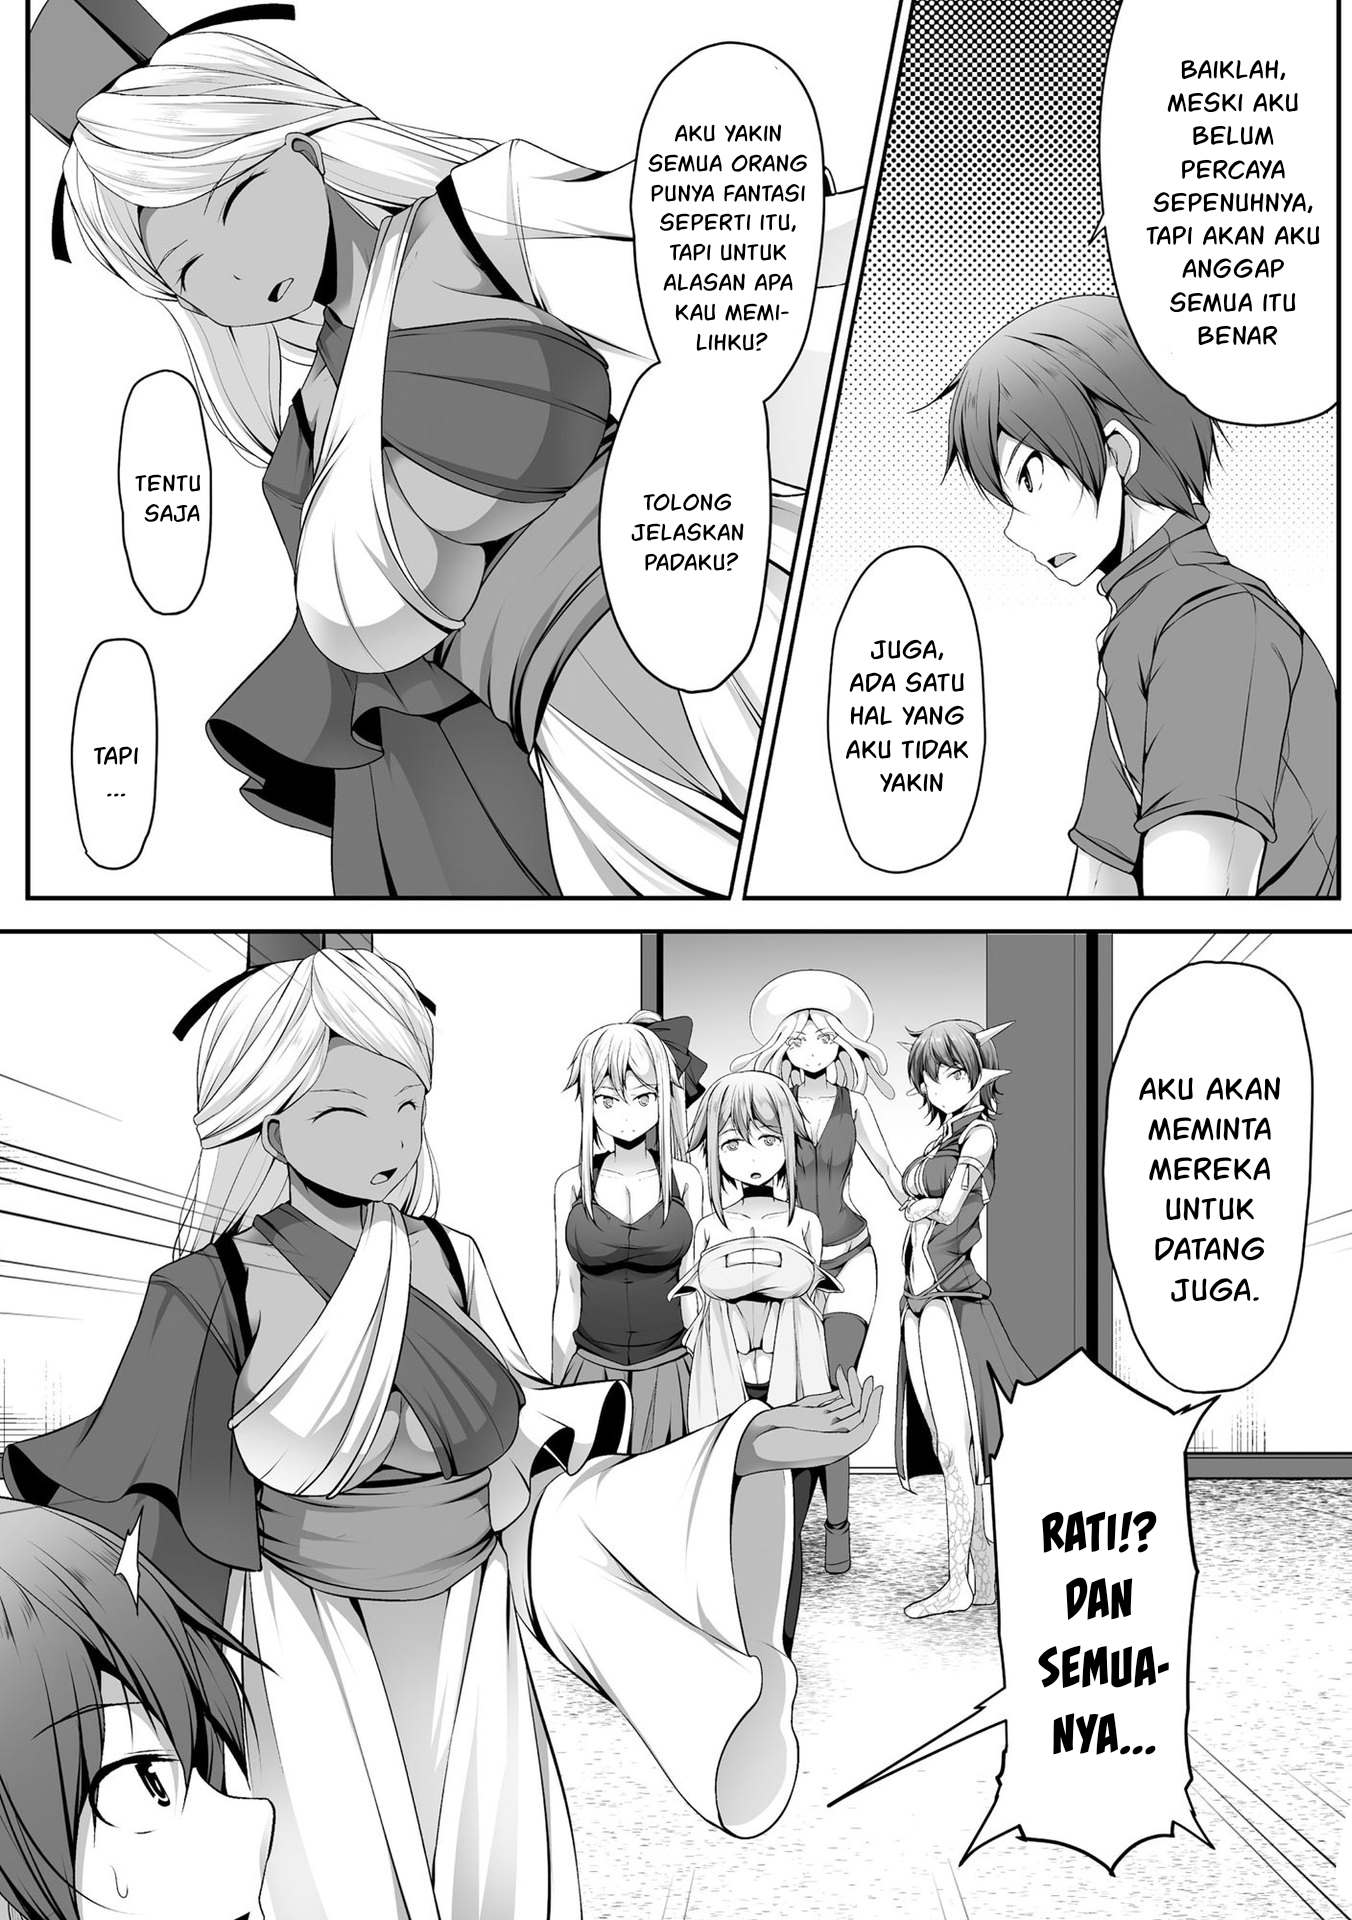 BAIKLAH,
MESKI AKU
BELUM
PERCAYA
SEPENUHNYA,
TAPI AKAN AKU
ANGGAP
SEMUA ITU
BENAR
JUGA,
ADA SATU
HAL YANG
AKU TIDAK
YAKIN
AKU YAKIN
SEMUA ORANG
PUNYA FANTASI
SEPERTI ITU,
TAPI UNTUK
ALASAN APA
KAU MEMI-
LIHKU?
TOLONG
JELASKAN
PADAKU?
TENTU
SAJA
TAPI
...
AKU AKAN
MEMINTA
MEREKA
UNTUK
DATANG
JUGA.
RATI!?
DAN
SEMUA-
NYA...